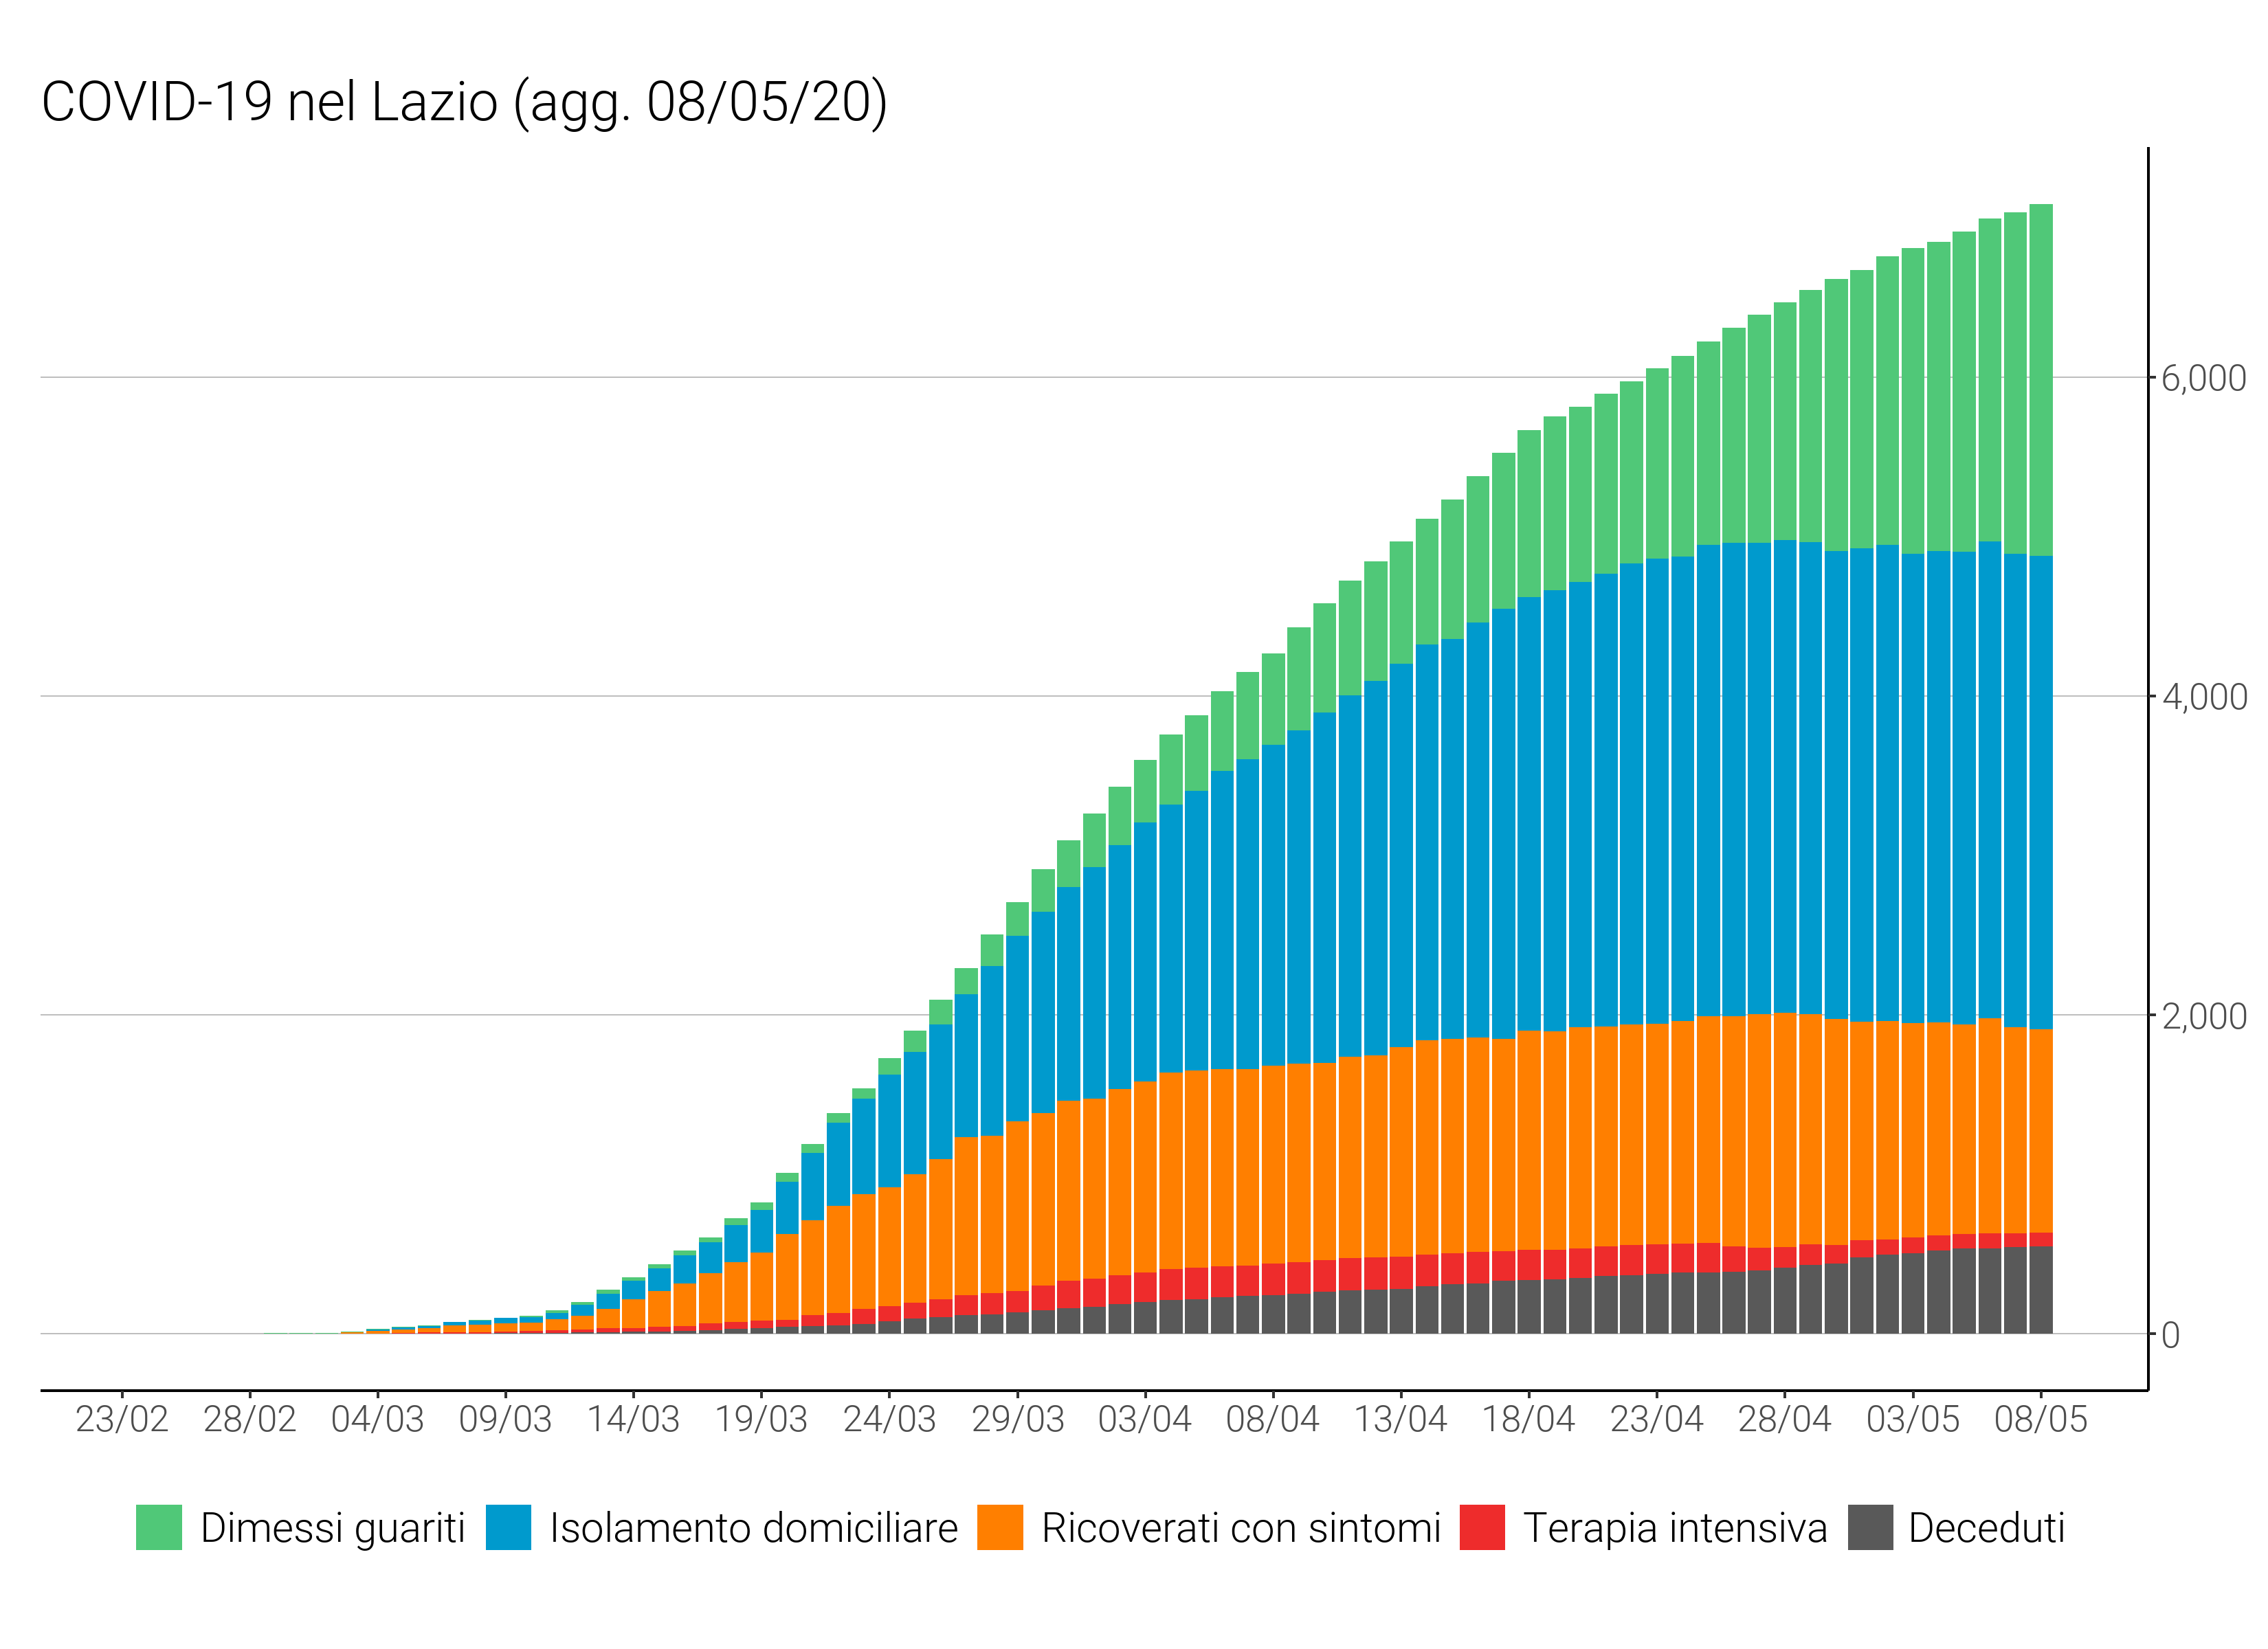 COVID-19 nel Lazio (agg. 08/05/20)
6,000
4,000
2,000
0
23/02 28/02 04/03 09/03 14/03 19/03 24/03 29/03 03/04 08/04 13/04 18/04 23/04 28/04 03/05 08/05
Dimessi guariti Isolamento domiciliare Ricoverati con sintomi Terapia intensiva Deceduti